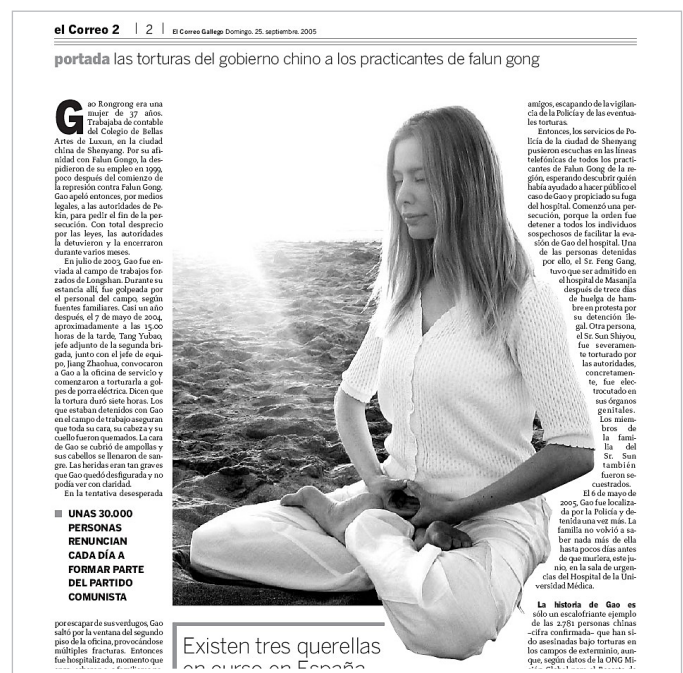 el Correo 2 | 2 | El Correo Gallego Domingo. 25. septiembre. 2005
portada las torturas del gobierno chino a los practicantes de falun gong
Gao Rongrong era una
mujer de 37 años.
Trabajaba de contable
del Colegio de Bellas
Artes de Luxun, en la ciudad
china de Shenyang. Por su afi-
nidad con Falun Gongo, la des-
pidieron de su empleo en 1999,
poco después del comienzo de
la represión contra Falun Gong.
Gao apeló entonces, por medios
legales, a las autoridades de Pe-
kín, para pedir el fin de la per-
secución. Con total desprecio
por las leyes, las autoridades
la detuvieron y la encerraron
durante varios meses.
En julio de 2003, Gao fue en-
viada al campo de trabajos for-
zados de Longshan. Durante su
estancia allí, fue golpeada por
el personal del campo, según
fuentes familiares. Casi un año
después, el 7 de mayo de 2004,
aproximadamente a las 15.00
horas de la tarde, Tang Yubao,
jefe adjunto de la segunda bri-
gada, junto con el jefe de equi-
po, Jiang Zhaohua, convocaron
a Gao a la oficina de servicio y
comenzaron a torturarla a gol-
pes de porra eléctrica. Dicen que
la tortura duró siete horas. Los
que estaban detenidos con Gao
en el campo de trabajo aseguran
que toda su cara, su cabeza y su
cuello fueron quemados. La cara
de Gao se cubrió de ampollas y
sus cabellos se llenaron de san-
gre. Las heridas eran tan graves
que Gao quedó desfigurada y no
podía ver con claridad.
En la tentativa desesperada
UNAS 30.000
PERSONAS
RENUNCIAN
CADA DÍA A
FORMAR PARTE
DEL PARTIDO
COMUNISTA
por escapar de sus verdugos, Gao
saltó por la ventana del segundo
piso de la oficina, provocándose
múltiples fracturas. Entonces
fue hospitalizada, momento que
Existen tres querellas
en curso en España
amigos, escapando de la vigilan-
cia de la Policía y de las eventua-
les torturas.
Entonces, los servicios de Po-
licía de la ciudad de Shenyang
pusieron escuchas en las líneas
telefónicas de todos los practi-
cantes de Falun Gong de la re-
gión, esperando descubrir quién
había ayudado a hacer público el
caso de Gao y propiciado su fuga
del hospital. Comenzó una per-
secución, porque la orden fue
detener a todos los individuos
sospechosos de facilitar la eva-
sión de Gao del hospital. Una
de las personas detenidas
por ello, el Sr. Feng Gang,
tuvo que ser admitido en
el hospital de Masanjia
después de trece días
de huelga de ham-
bre en protesta por
su detención ile-
gal. Otra persona,
el Sr. Sun Shiyou,
fue severamen-
te torturado por
las autoridades,
concretamen-
te, fue elec-
trocutado en
sus órganos
genitales.
Los miem-
bros de
la fami-
lia del
Sr. Sun
también
fueron se-
cuestrados.
El 6 de mayo de
2005, Gao fue localiza-
da por la Policía y de-
tenida una vez más. La
familia no volvió a sa-
ber nada más de ella
hasta pocos días antes
de que muriera, este ju-
nio, en la sala de urgen-
cias del Hospital de la Uni-
versidad Médica.
La historia de Gao es
sólo un escalofriante ejemplo
de las 2.781 personas chinas
–cifra confirmada– que han si-
do asesinadas bajo torturas en
los campos de exterminio, aun-
que, según datos de la ONG Mi-